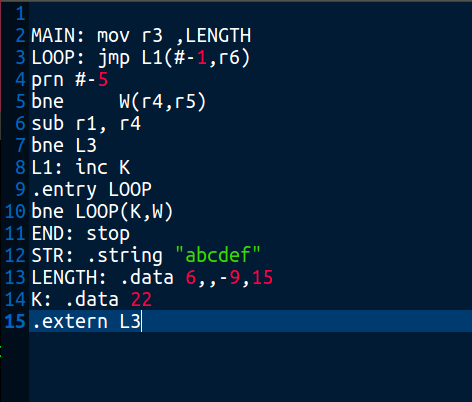 1
2 MAIN: mov r3 ,LENGTH
3 LOOP: jmp L1(#-1,r6)
4 prn #-5
5 bne     W(r4,r5)
6 sub r1, r4
7 bne L3
8 L1: inc K
9 .entry LOOP
10 bne LOOP(K,W)
11 END: stop
12 STR: .string "abcdef"
13 LENGTH: .data 6,,-9,15
14 K: .data 22
15 .extern L3